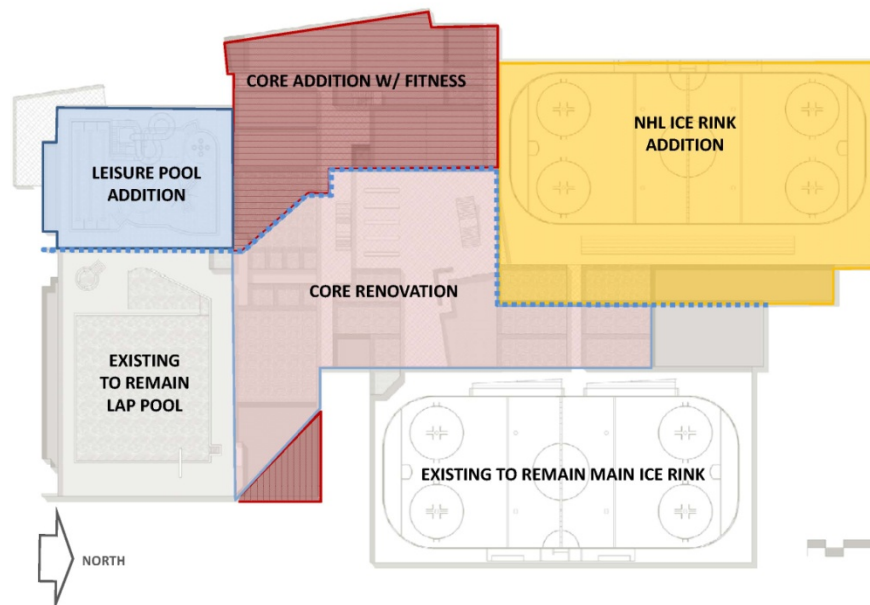 CORE ADDITION W/ FITNESS
NHL ICE RINK
ADDITION
LEISURE POOL
ADDITION
CORE RENOVATION
EXISTING
TO REMAIN
LAP POOL
EXISTING TO REMAIN MAIN ICE RINK
NORTH